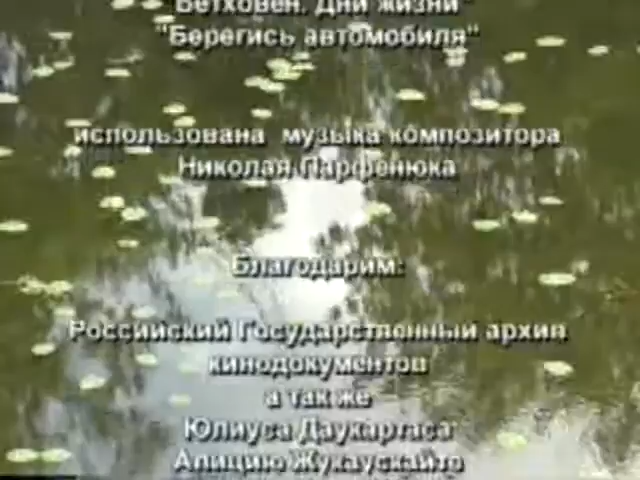 Бетховен. Дни жизни"
"Берегись автомобиля"
использована музыка композитора
Николая Парфенюка
Благодарим:
Российский Государственный архив
кинодокументов
а так же
Юлиуса Даукартаса
Алицию Жукаускайте